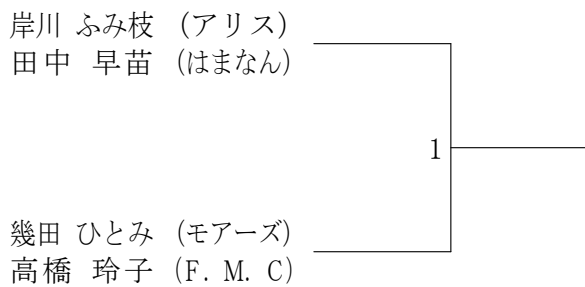 岸川 ふみ枝 (アリス)
田中 早苗 (はまなん)
1
幾田 ひとみ (モアーズ)
高橋 玲子 (F. M. C)